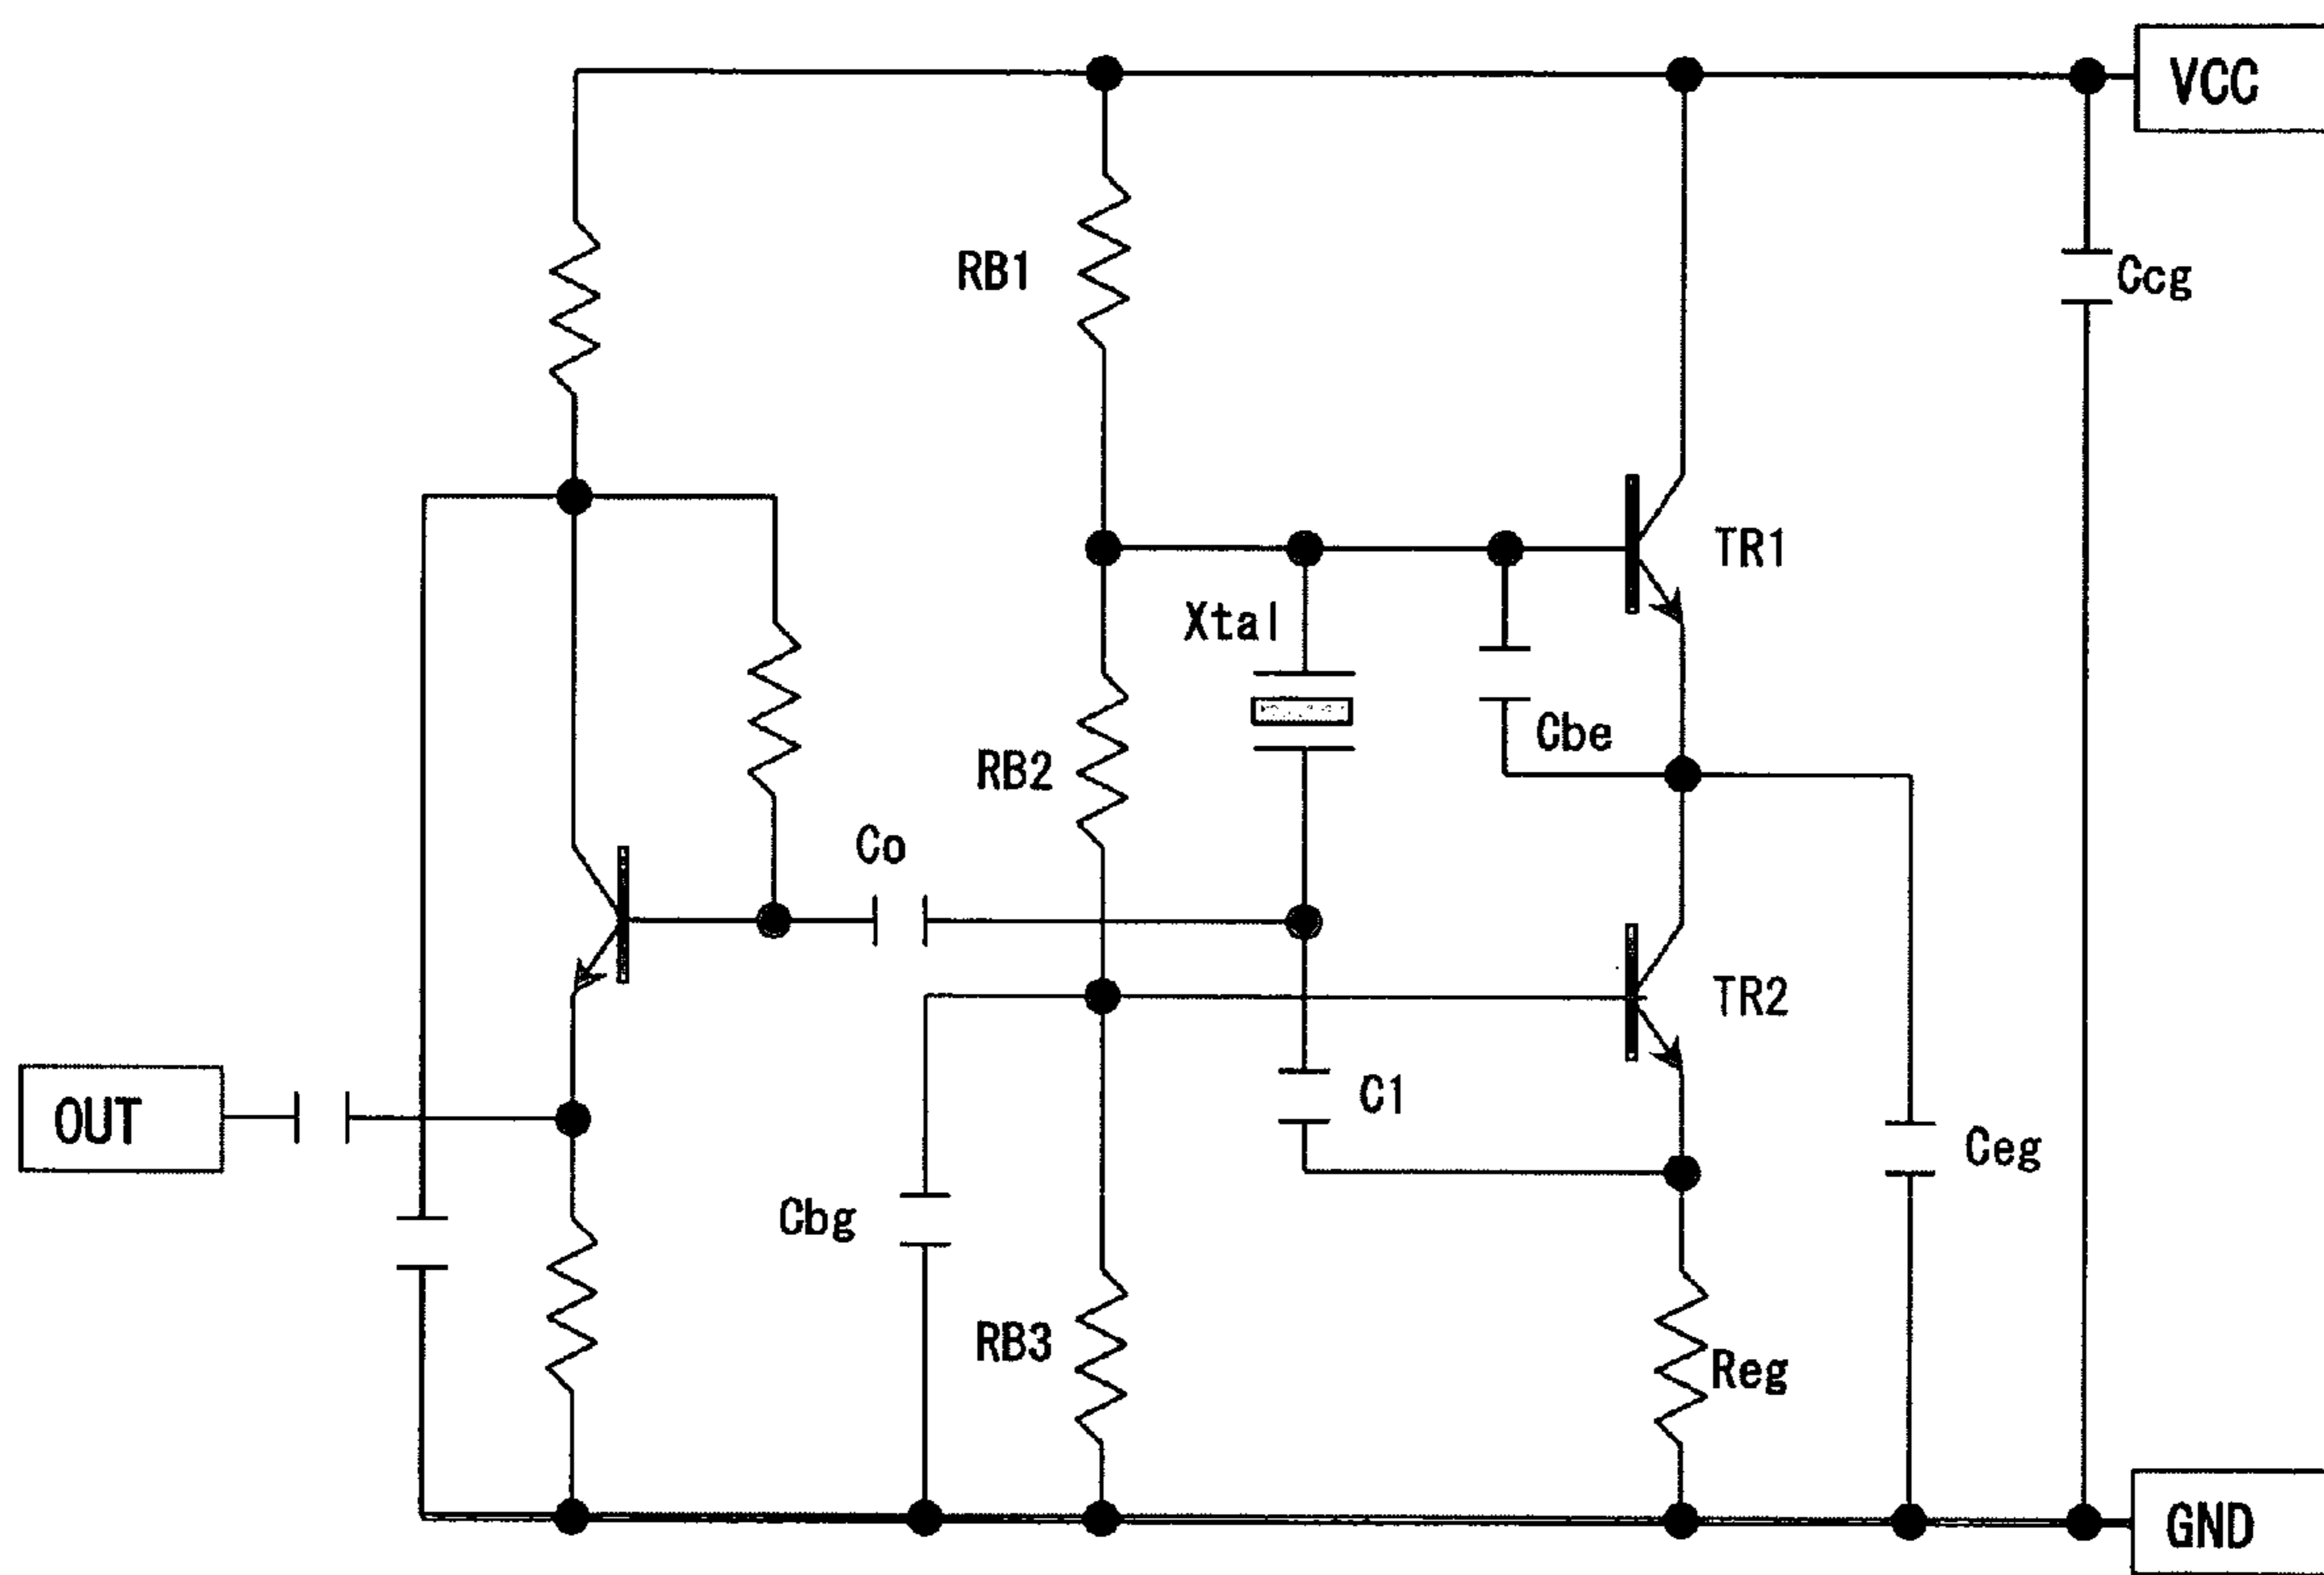 VCC
RB1
Ccg
TR1
Xtal
Cbe
RB2
Co
TR2
C1
OUT
Ceg
Cbg
RB3
Reg
GND